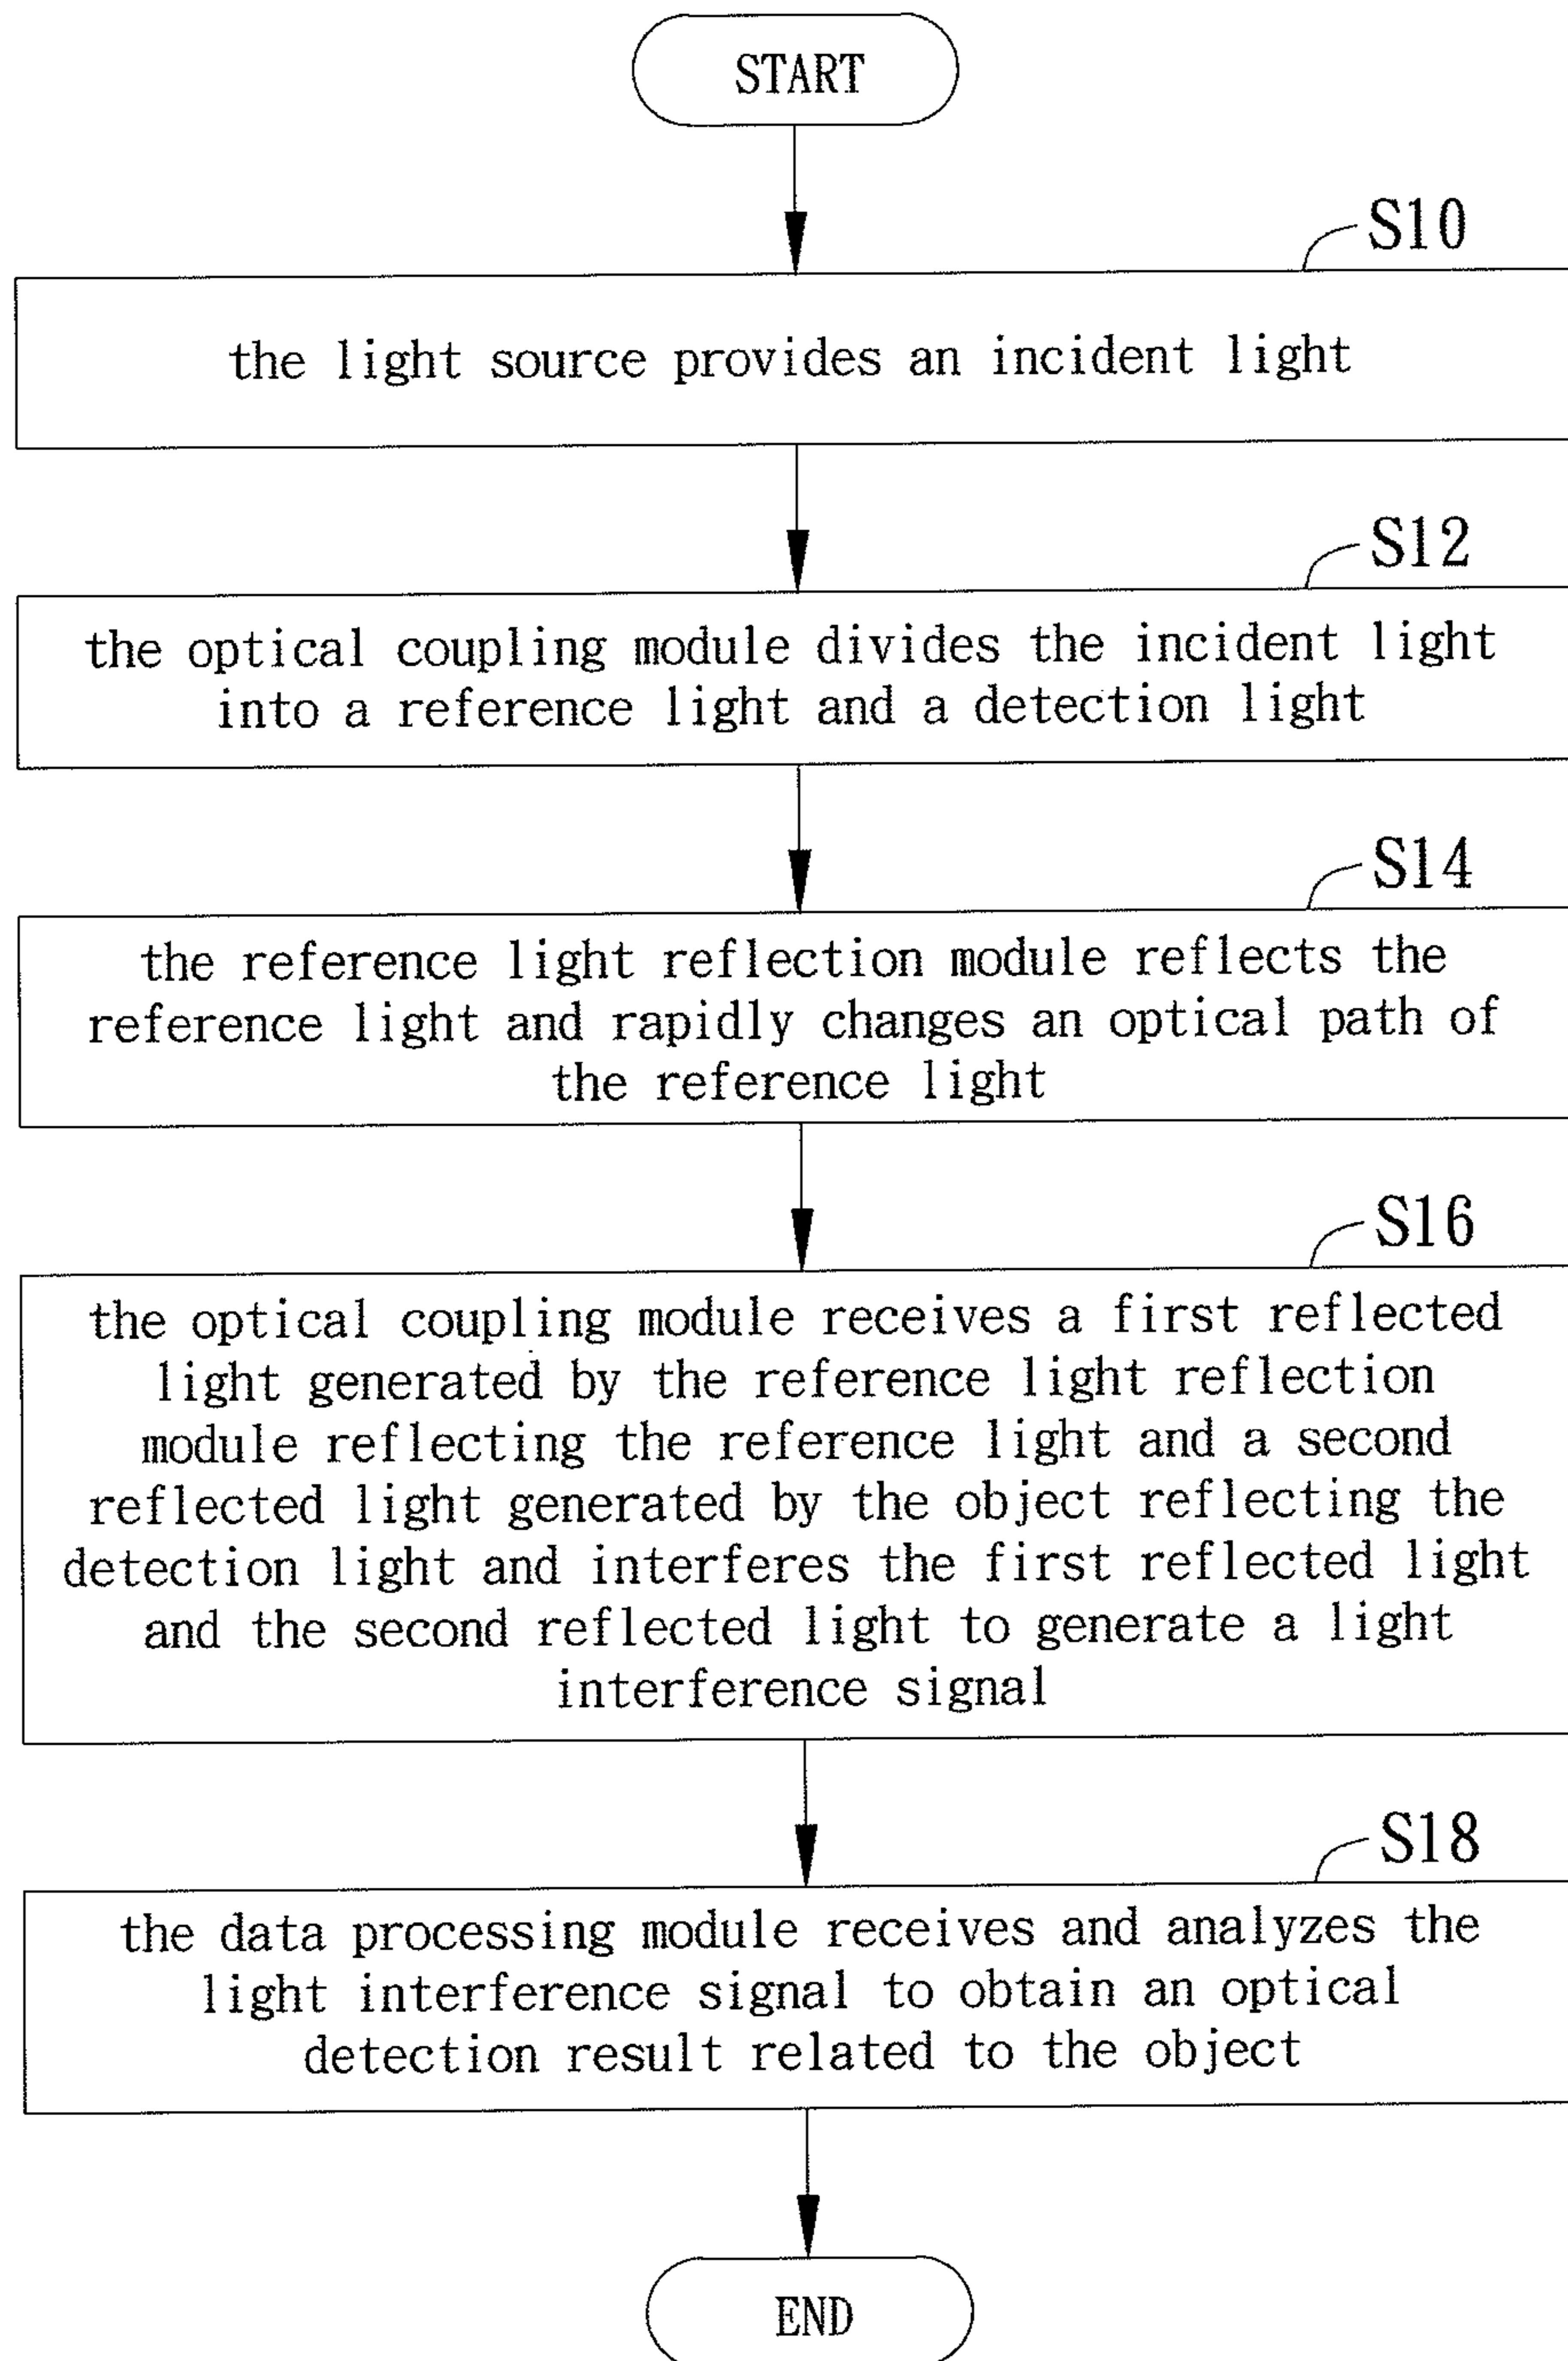 START
S10
the light source provides an incident light
S12
the optical coupling module divides the incident light
into a reference light and a detection light
S14
the reference light reflection module reflects the
reference light and rapidly changes an optical path of
the reference light
S16
the optical coupling module receives a first reflected
light generated by the reference light reflection
module reflecting the reference light and a second
reflected light generated by the object reflecting the
detection light and interferes the first reflected light
and the second reflected light to generate a light
interference signal
S18
the data processing module receives and analyzes the
light interference signal to obtain an optical
detection result related to the object
END